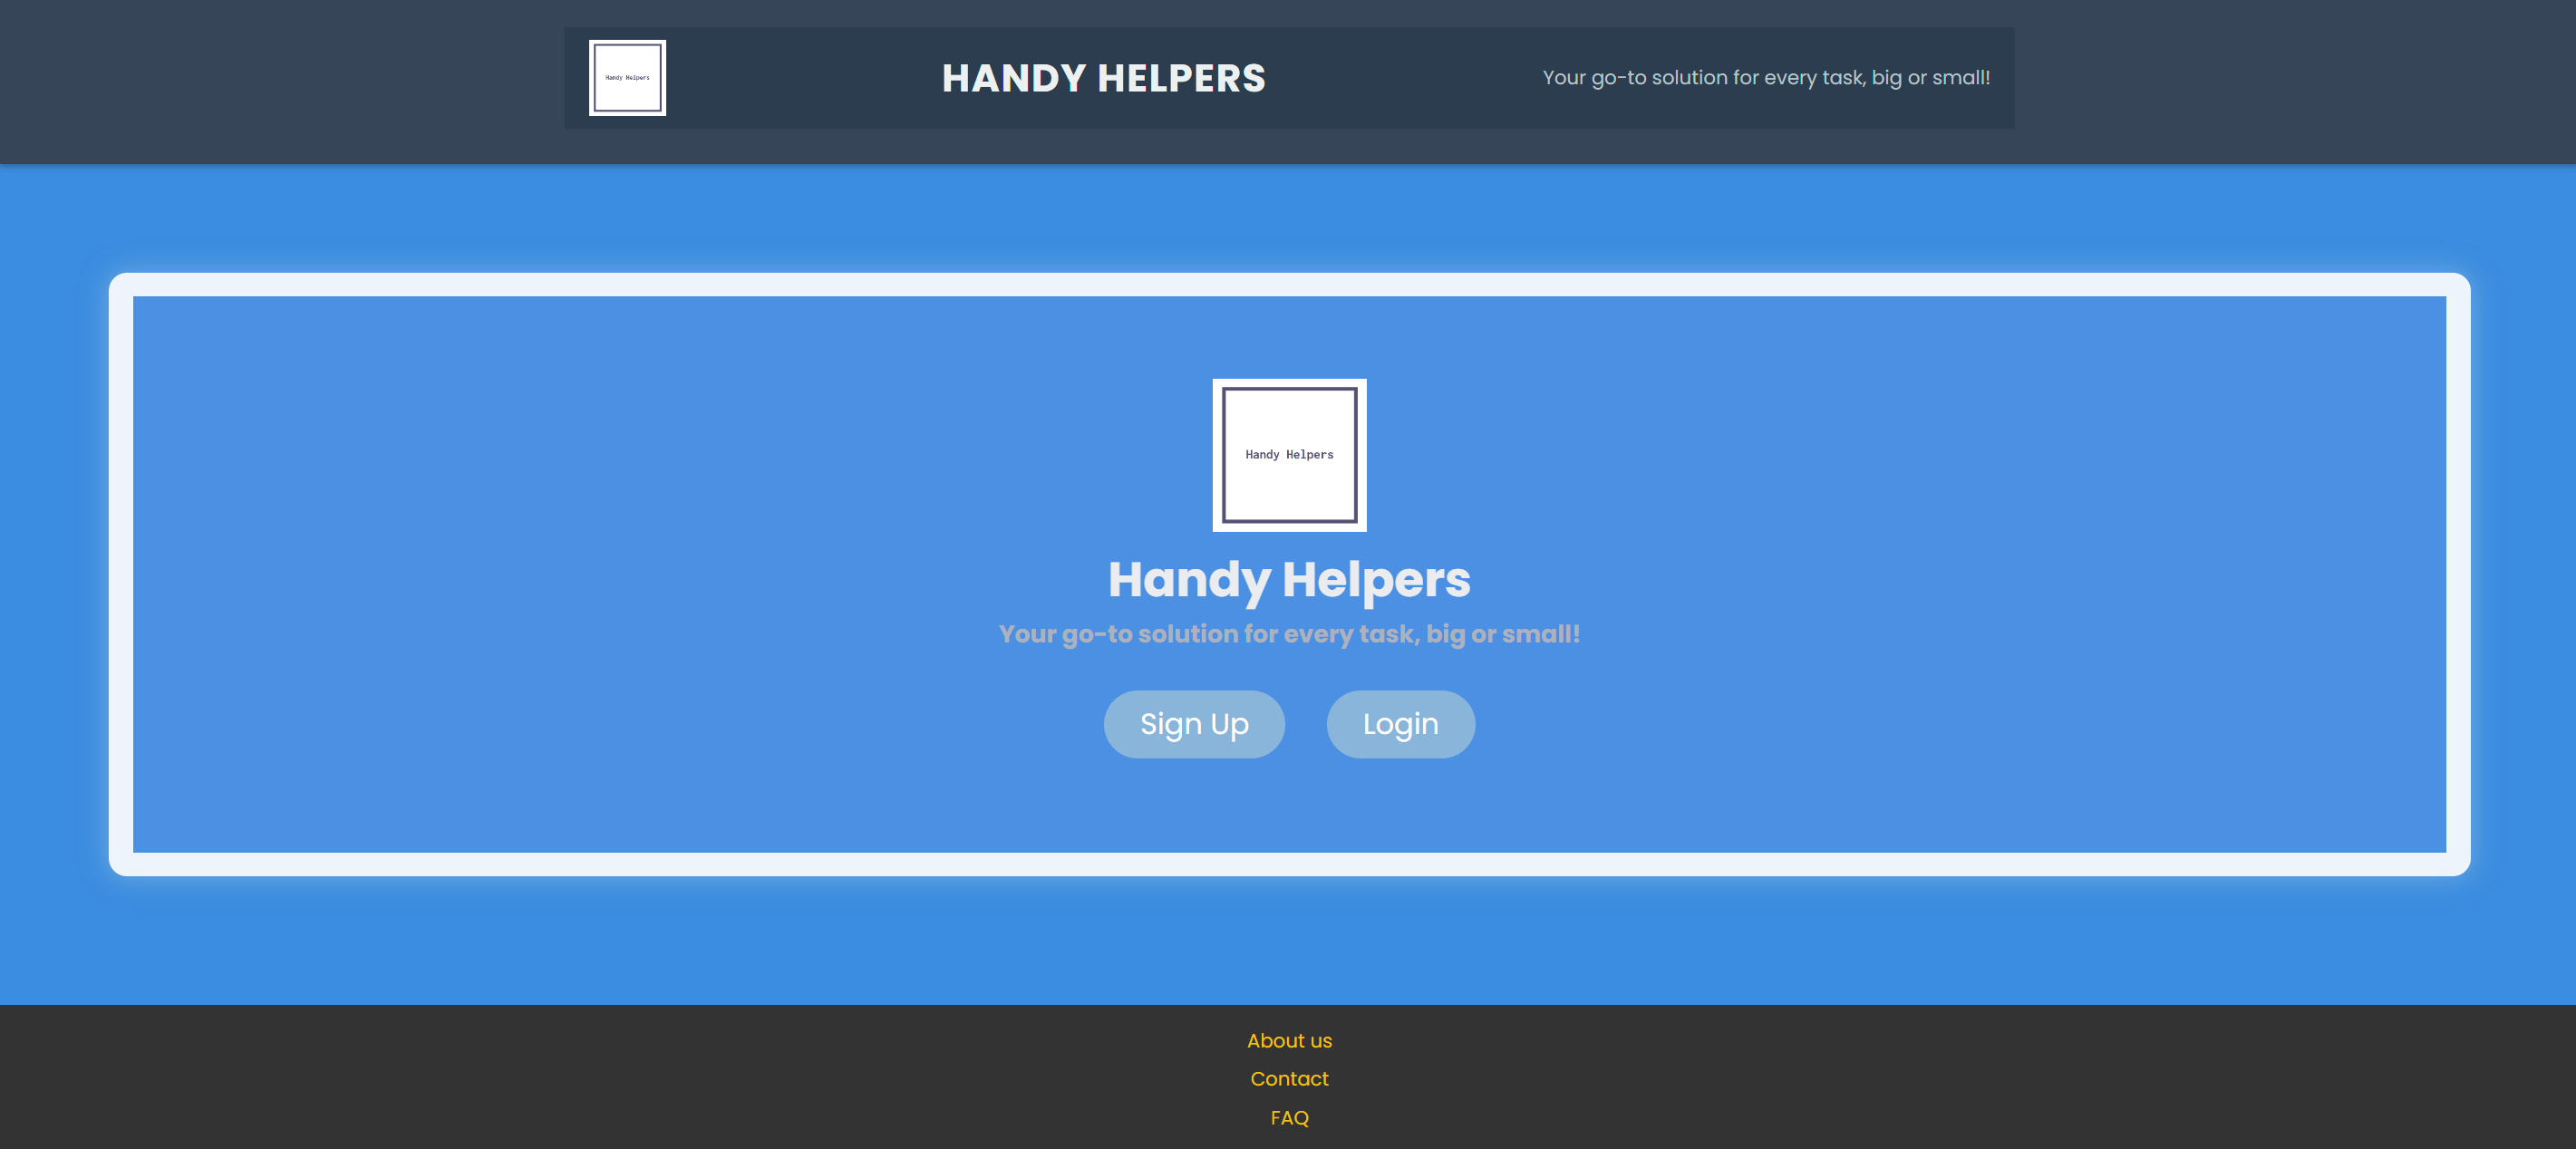 Handy Helpers
HANDY HELPERS
Your go-to solution for every task, big or small!
Handy Helpers
Handy Helpers
Your go-to solution for every task, big or small!
Sign Up
Login
About us
Contact
FAQ